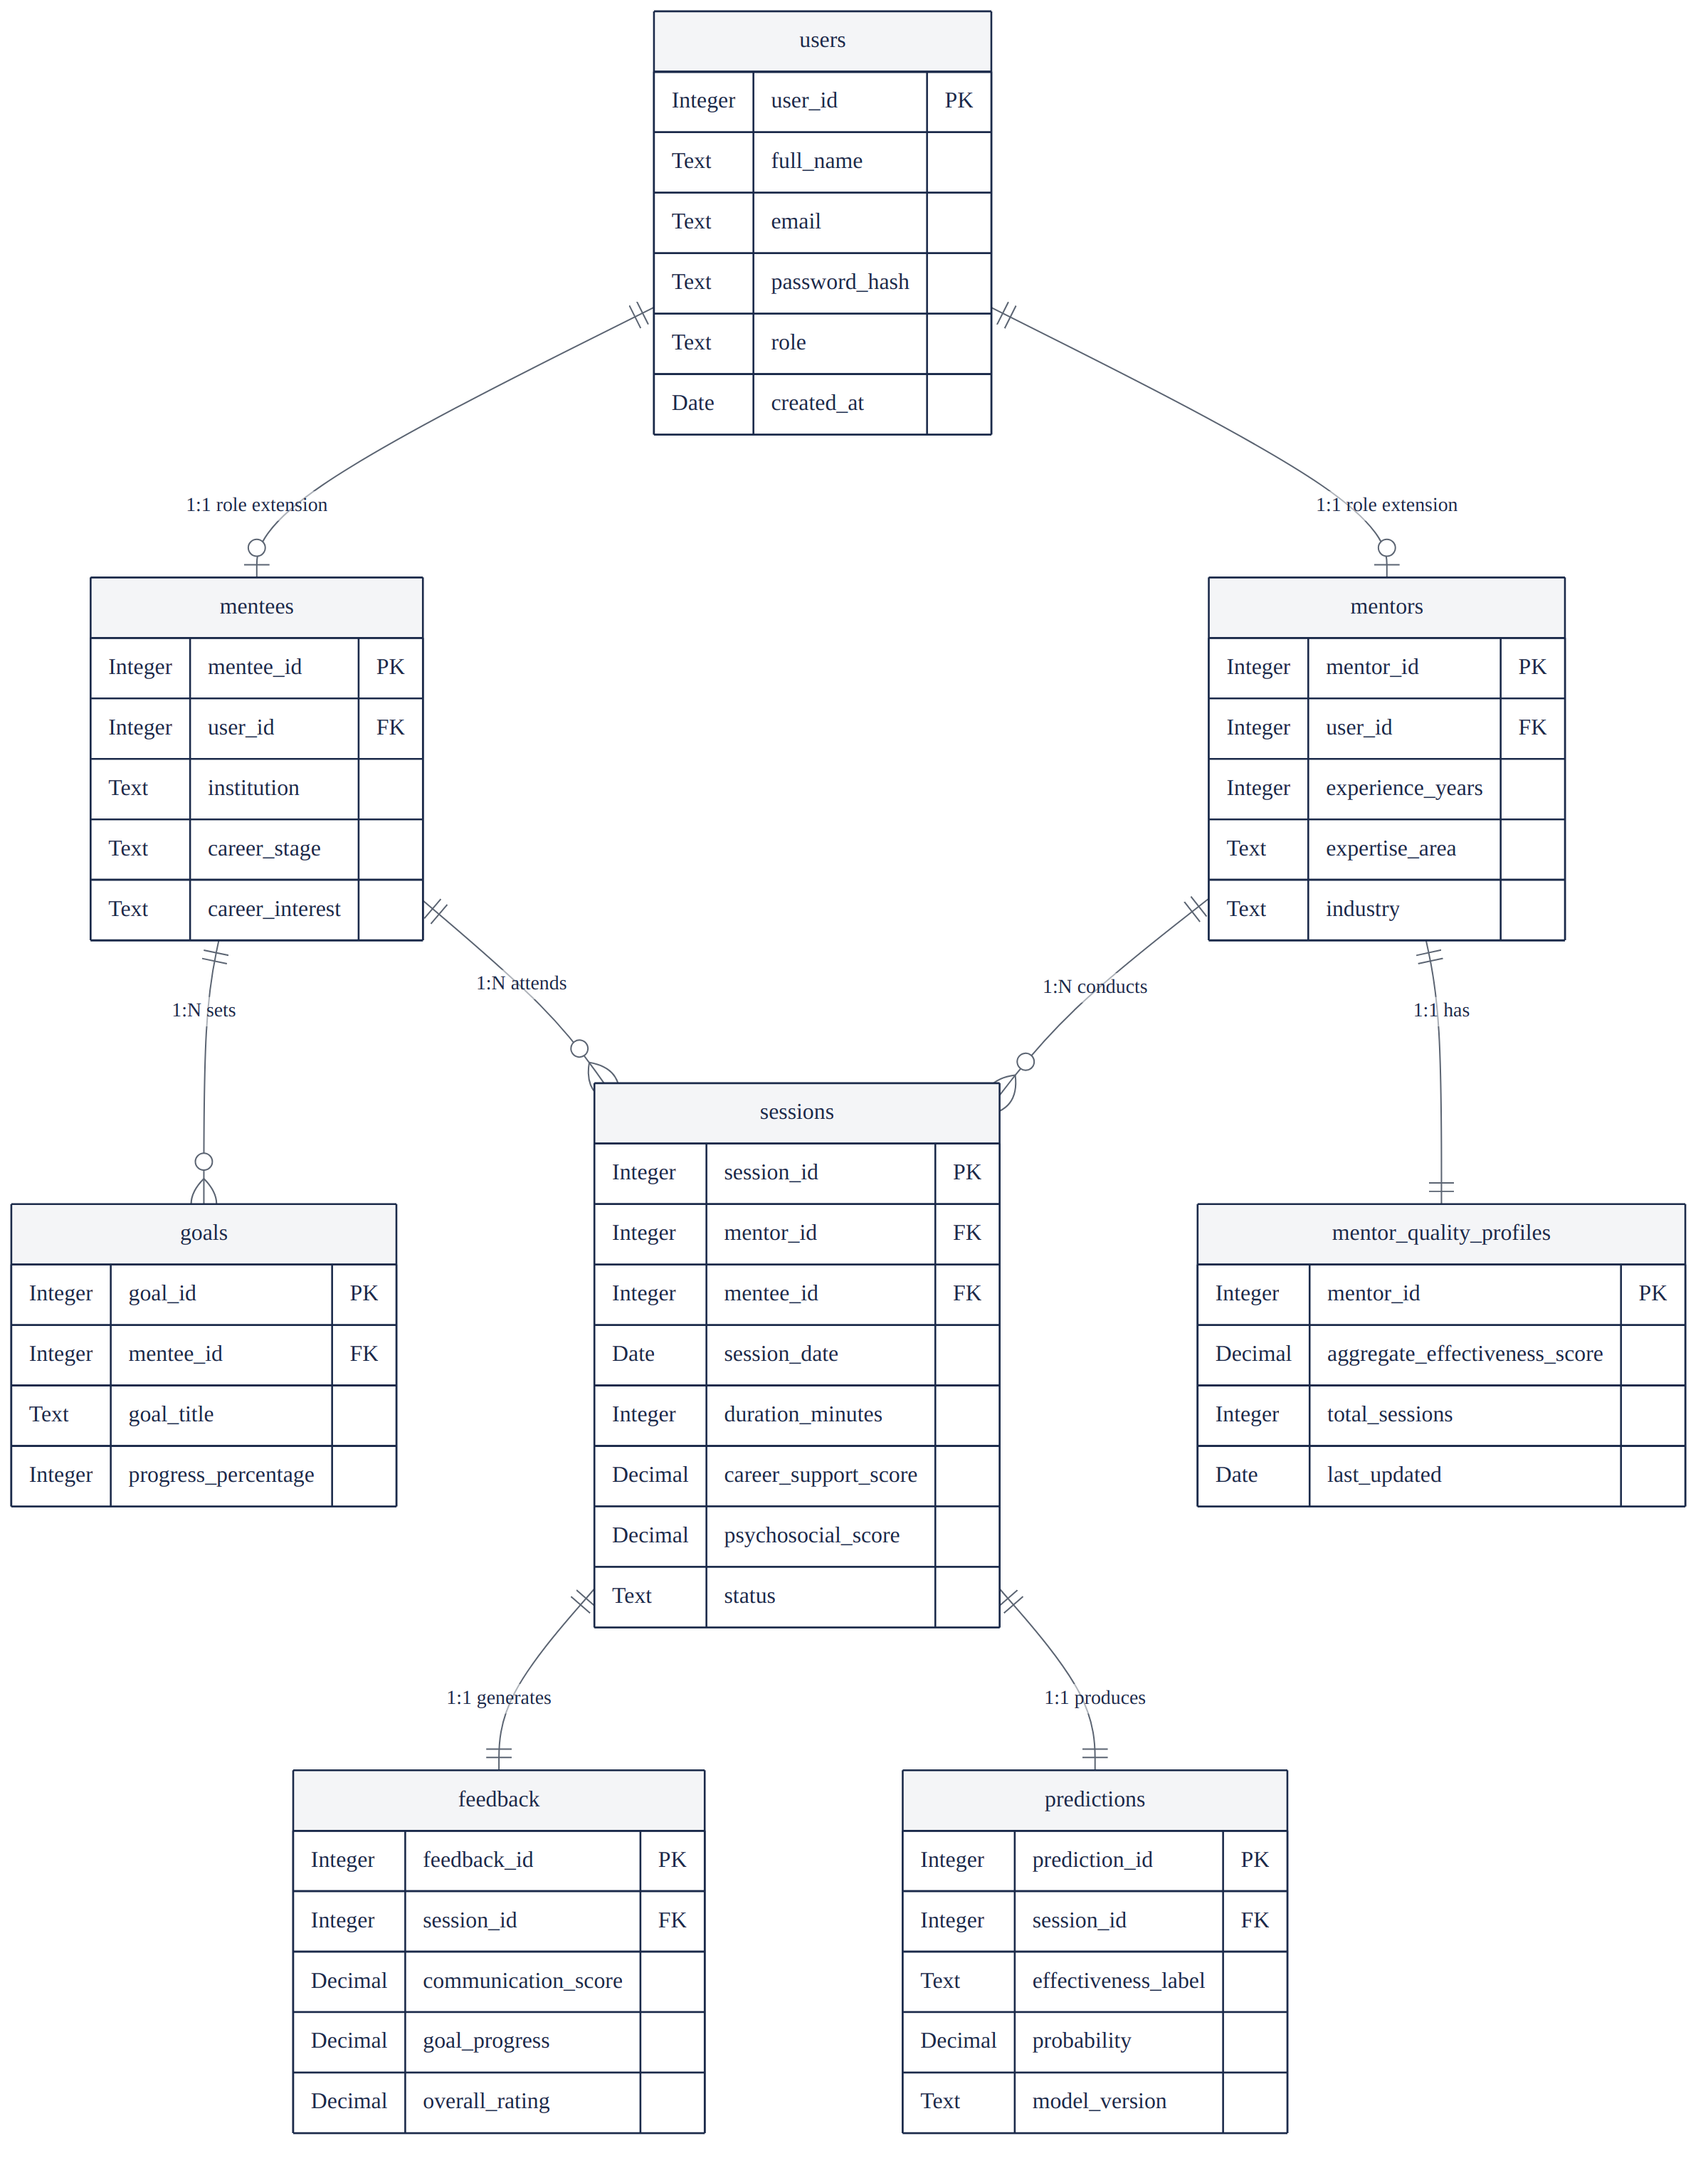 users
Integer user_id PK
Text full_name
Text email
Text password_hash
Text role
Date created_at
1:1 role extension
1:1 role extension
mentees
Integer mentee_id PK
Integer user_id FK
Text institution
Text career_stage
Text career_interest
mentors
Integer mentor_id PK
Integer user_id FK
Integer experience_years
Text expertise_area
Text industry
1:N sets
1:N attends
1:N conducts
1:1 has
goals
Integer goal_id PK
Integer mentee_id FK
Text goal_title
Integer progress_percentage
sessions
Integer session_id PK
Integer mentor_id FK
Integer mentee_id FK
Date session_date
Integer duration_minutes
Decimal career_support_score
Decimal psychosocial_score
Text status
mentor_quality_profiles
Integer mentor_id PK
Decimal aggregate_effectiveness_score
Integer total_sessions
Date last_updated
1:1 generates
1:1 produces
feedback
Integer feedback_id PK
Integer session_id FK
Decimal communication_score
Decimal goal_progress
Decimal overall_rating
predictions
Integer prediction_id PK
Integer session_id FK
Text effectiveness_label
Decimal probability
Text model_version